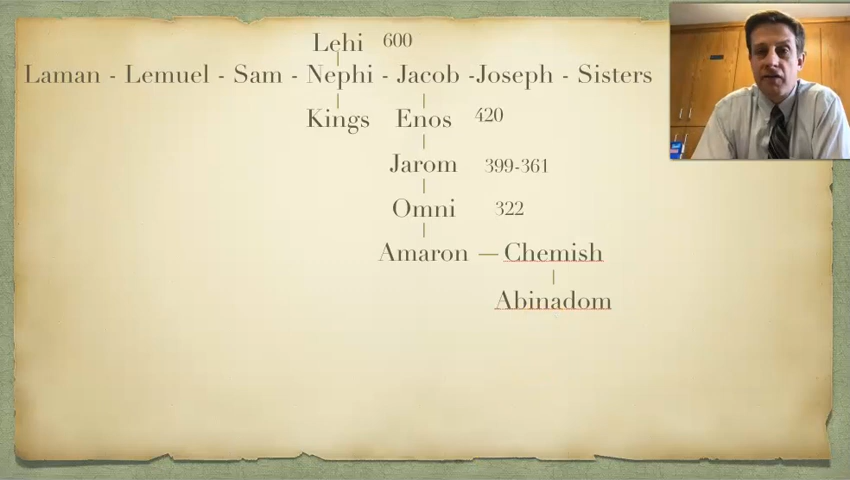 Lehi 600
Laman - Lemuel - Sam - Nephi - Jacob -Joseph - Sisters
Kings Enos 420
Jarom 399-361
Omni 322
Amaron — Chemish
Abinadom